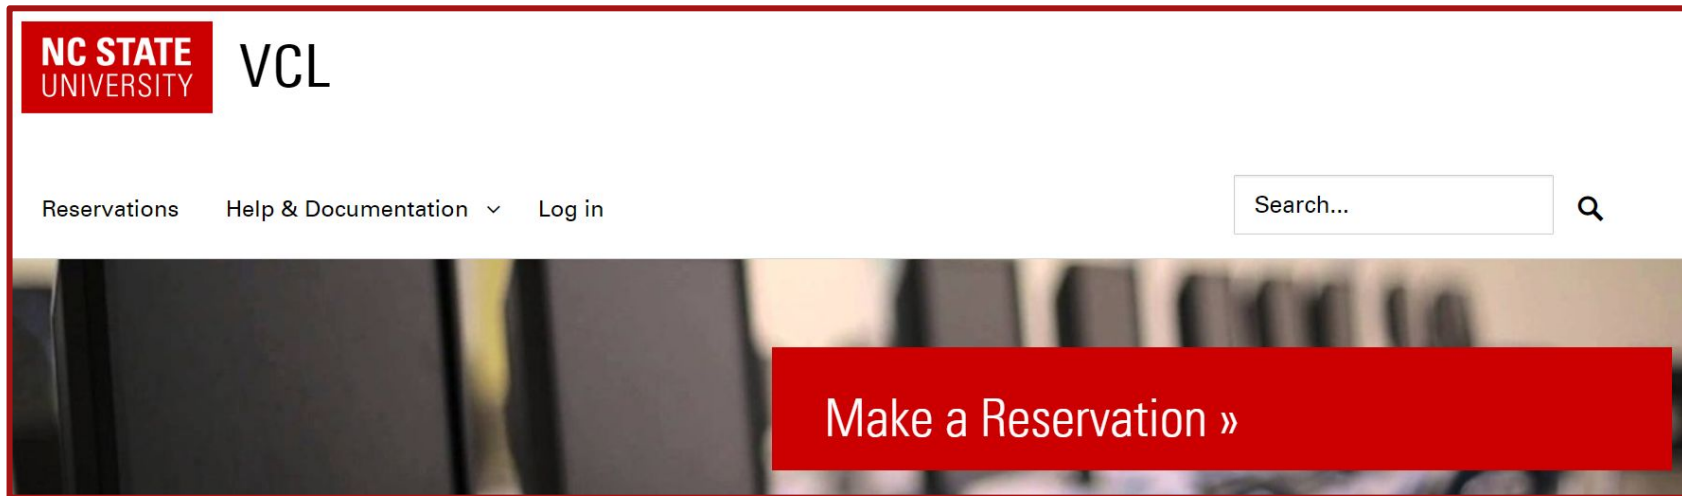 NC STATE
UNIVERSITY
VCL
Reservations Help & Documentation Log in
Search...
Make a Reservation »